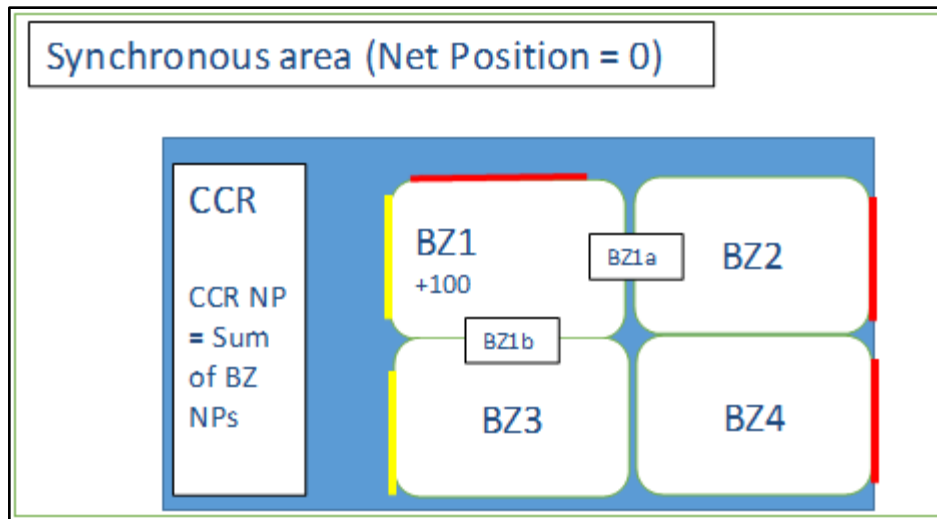 Synchronous area (Net Position = 0)
CCR
CCR NP
= Sum
of BZ
NPs
BZ1
+100
BZ1a
BZ2
BZ1b
BZ3
BZ4